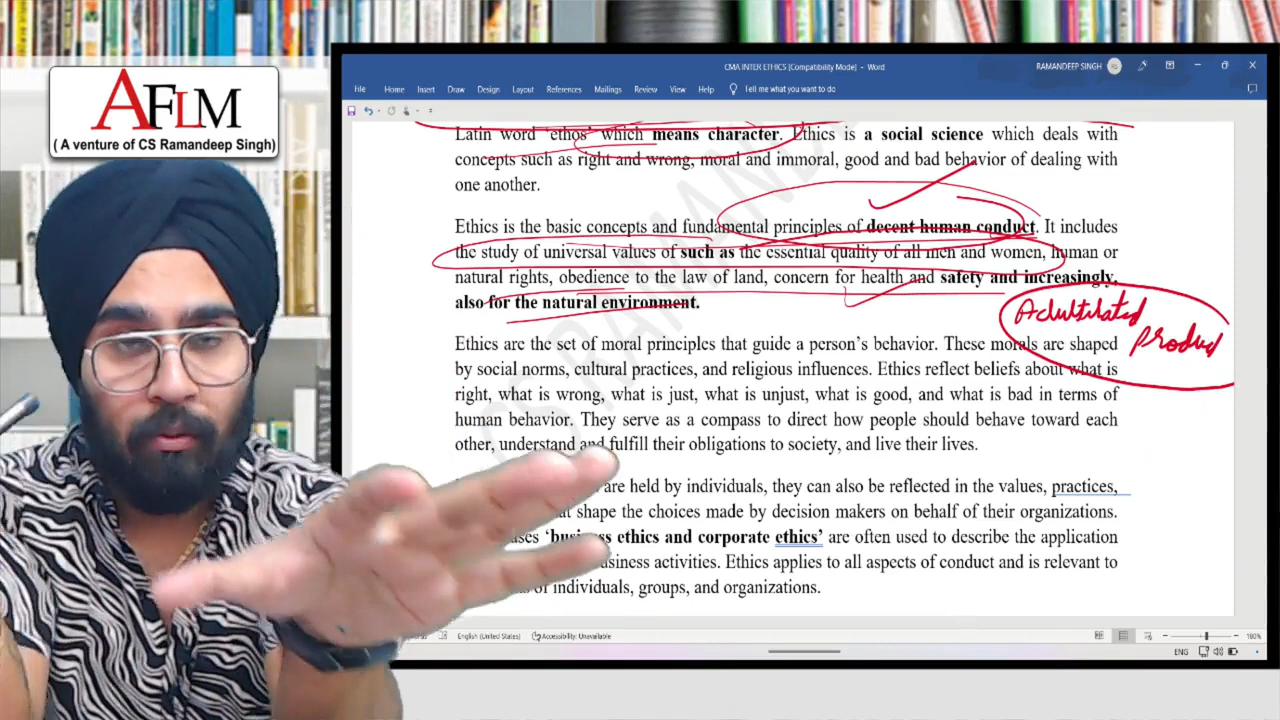 AFLM
( A venture of CS Ramandeep Singh)
CMA INTER ETHICS [Compatibility Mode] - Word
RAMANDEEP SINGH
File Home Insert Draw Design Layout References Mailings Review View Help Tell me what you want to do
Latin word ‘ethos’ which means character. Ethics is a social science which deals with
concepts such as right and wrong, moral and immoral, good and bad behavior of dealing with
one another.
Ethics is the basic concepts and fundamental principles of decent human conduct. It includes
the study of universal values of such as the essential quality of all men and women, human or
natural rights, obedience to the law of land, concern for health and safety and increasingly,
also for the natural environment.
Adultilated
Product
Ethics are the set of moral principles that guide a person’s behavior. These morals are shaped
by social norms, cultural practices, and religious influences. Ethics reflect beliefs about what is
right, what is wrong, what is just, what is unjust, what is good, and what is bad in terms of
human behavior. They serve as a compass to direct how people should behave toward each
other, understand and fulfill their obligations to society, and live their lives.
are held by individuals, they can also be reflected in the values, practices,
shape the choices made by decision makers on behalf of their organizations.
‘business ethics and corporate ethics’ are often used to describe the application
business activities. Ethics applies to all aspects of conduct and is relevant to
of individuals, groups, and organizations.
CS RAMAN
English (United States) Accessibility: Unavailable
180%
ENG